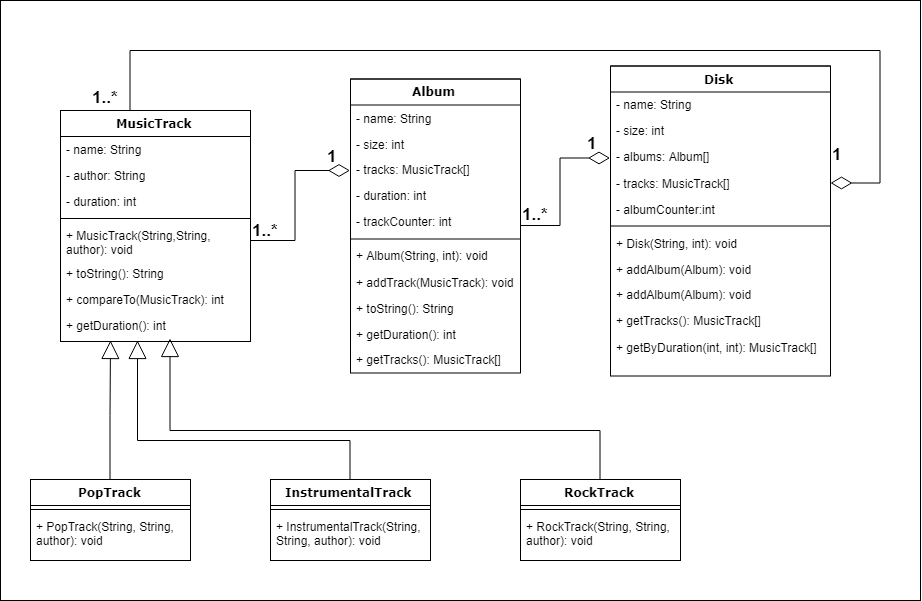 1..*
MusicTrack
- name: String
- author: String
- duration: int
+ MusicTrack(String,String,
author): void
+ toString(): String
+ compareTo(MusicTrack): int
+ getDuration(): int
1
1..*
Album
- name: String
- size: int
- tracks: MusicTrack[]
- duration: int
- trackCounter: int
+ Album(String, int): void
+ addTrack(MusicTrack): void
+ toString(): String
+ getDuration(): int
+ getTracks(): MusicTrack[]
1
1..*
Disk
- name: String
- size: int
- albums: Album[]
- tracks: MusicTrack[]
- albumCounter:int
+ Disk(String, int): void
+ addAlbum(Album): void
+ addAlbum(Album): void
+ getTracks(): MusicTrack[]
+ getByDuration(int, int): MusicTrack[]
1
PopTrack
+ PopTrack(String, String,
author): void
InstrumentalTrack
+ InstrumentalTrack(String,
String, author): void
RockTrack
+ RockTrack(String, String,
author): void